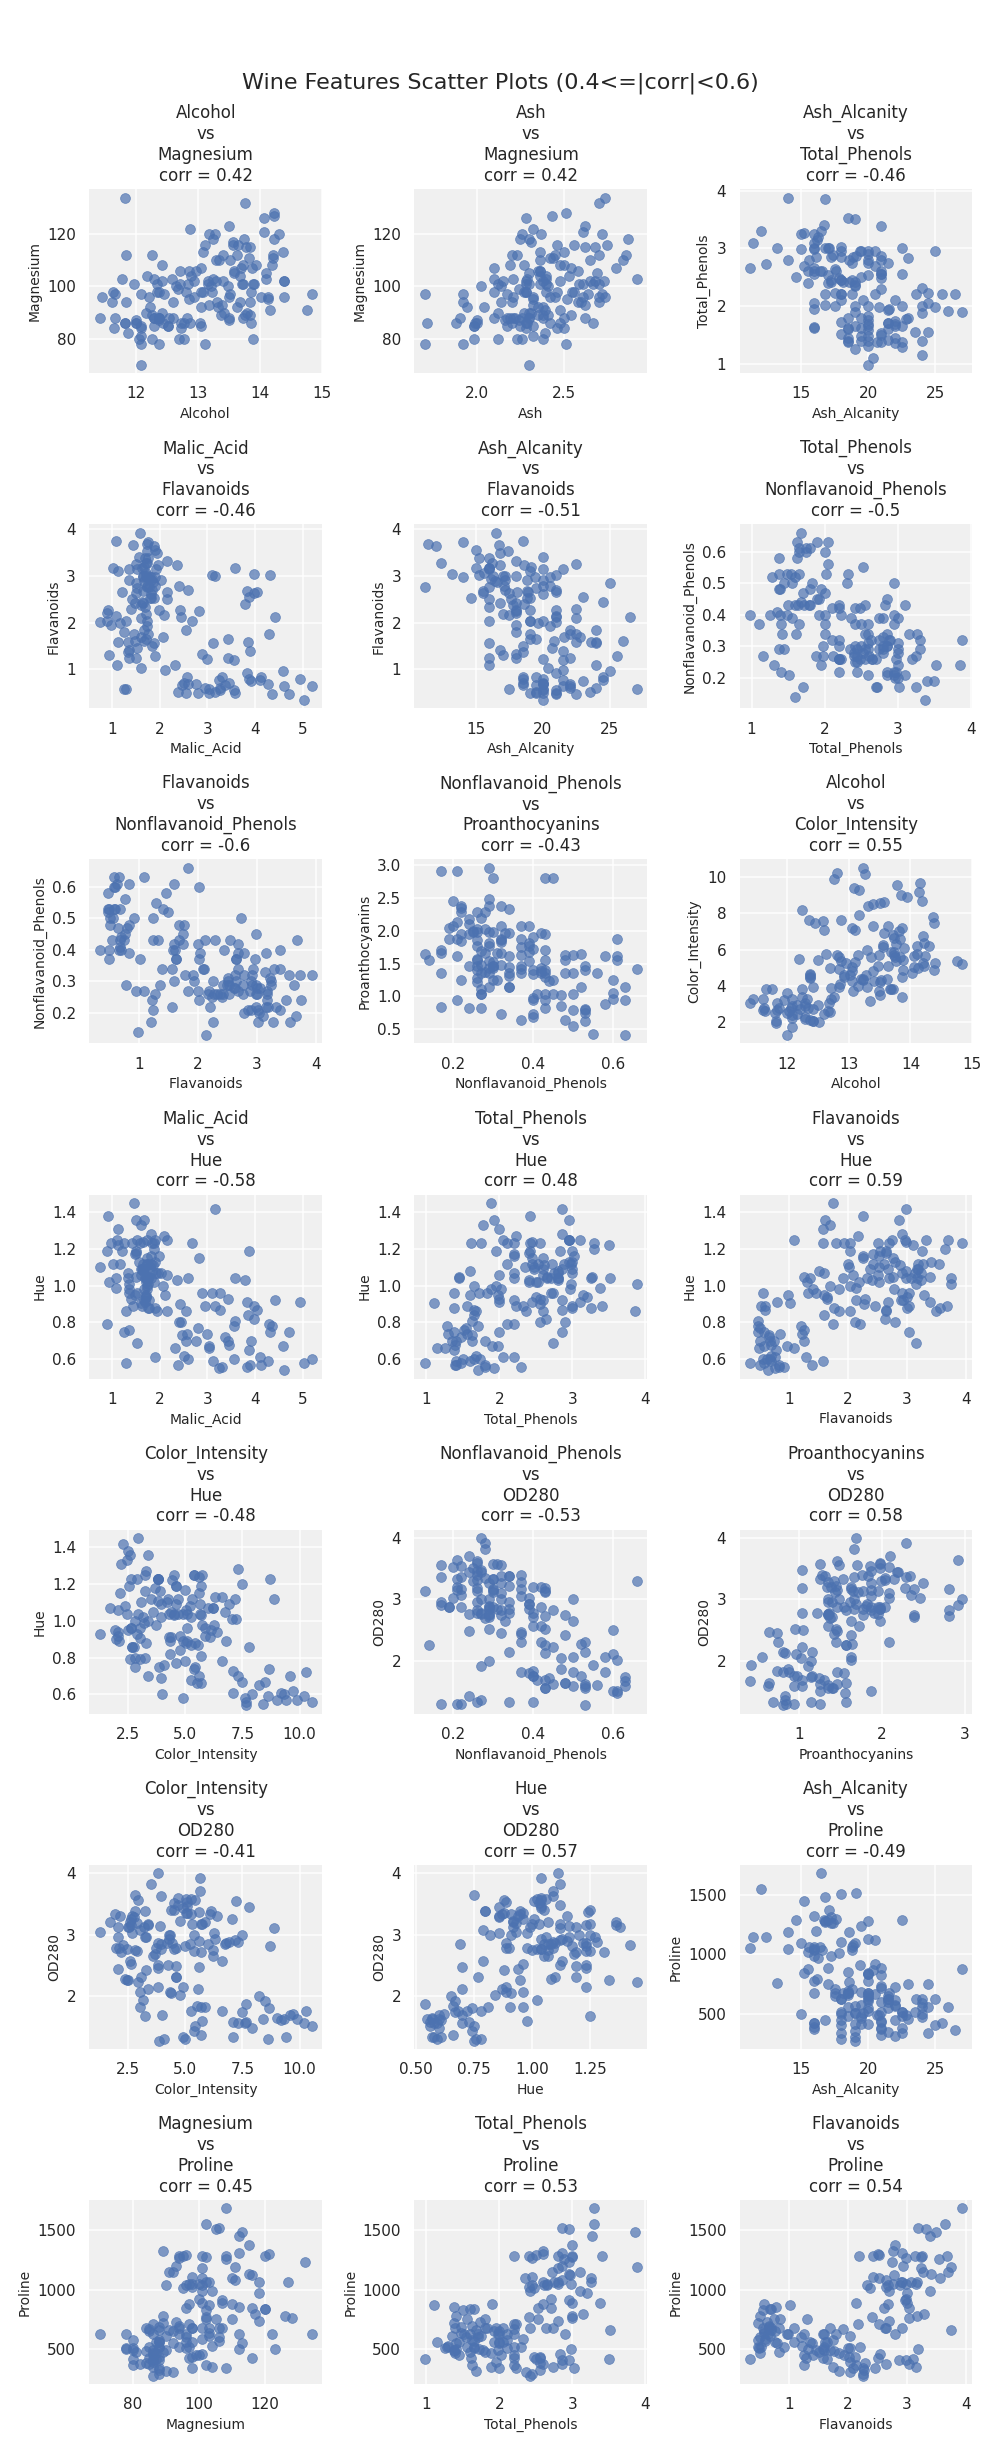 Wine Features Scatter Plots (0.4<=|corr|<0.6)
Alcohol
vs
Magnesium
corr = 0.42
Magnesium
120
100
80
12 13 14 15
Alcohol
Ash
vs
Magnesium
corr = 0.42
Magnesium
120
100
80
2.0 2.5
Ash
Ash_Alcanity
vs
Total_Phenols
corr = -0.46
Total_Phenols
4
3
2
1
15 20 25
Ash_Alcanity
Malic_Acid
vs
Flavanoids
corr = -0.46
Flavanoids
4
3
2
1
1 2 3 4 5
Malic_Acid
Ash_Alcanity
vs
Flavanoids
corr = -0.51
Flavanoids
4
3
2
1
15 20 25
Ash_Alcanity
Total_Phenols
vs
Nonflavanoid_Phenols
corr = -0.5
Nonflavanoid_Phenols
0.6
0.5
0.4
0.3
0.2
1 2 3 4
Total_Phenols
Flavanoids
vs
Nonflavanoid_Phenols
corr = -0.6
Nonflavanoid_Phenols
0.6
0.5
0.4
0.3
0.2
1 2 3 4
Flavanoids
Nonflavanoid_Phenols
vs
Proanthocyanins
corr = -0.43
Proanthocyanins
3.0
2.5
2.0
1.5
1.0
0.5
0.2 0.4 0.6
Nonflavanoid_Phenols
Alcohol
vs
Color_Intensity
corr = 0.55
Color_Intensity
10
8
6
4
2
12 13 14 15
Alcohol
Malic_Acid
vs
Hue
corr = -0.58
Hue
1.4
1.2
1.0
0.8
0.6
1 2 3 4 5
Malic_Acid
Total_Phenols
vs
Hue
corr = 0.48
Hue
1.4
1.2
1.0
0.8
0.6
1 2 3 4
Total_Phenols
Flavanoids
vs
Hue
corr = 0.59
Hue
1.4
1.2
1.0
0.8
0.6
1 2 3 4
Flavanoids
Color_Intensity
vs
Hue
corr = -0.48
Hue
1.4
1.2
1.0
0.8
0.6
2.5 5.0 7.5 10.0
Color_Intensity
Nonflavanoid_Phenols
vs
OD280
corr = -0.53
OD280
4
3
2
0.2 0.4 0.6
Nonflavanoid_Phenols
Proanthocyanins
vs
OD280
corr = 0.58
OD280
4
3
2
1 2 3
Proanthocyanins
Color_Intensity
vs
OD280
corr = -0.41
OD280
4
3
2
2.5 5.0 7.5 10.0
Color_Intensity
Hue
vs
OD280
corr = 0.57
OD280
4
3
2
0.50 0.75 1.00 1.25
Hue
Ash_Alcanity
vs
Proline
corr = -0.49
Proline
1500
1000
500
15 20 25
Ash_Alcanity
Magnesium
vs
Proline
corr = 0.45
Proline
1500
1000
500
80 100 120
Magnesium
Total_Phenols
vs
Proline
corr = 0.53
Proline
1500
1000
500
1 2 3 4
Total_Phenols
Flavanoids
vs
Proline
corr = 0.54
Proline
1500
1000
500
1 2 3 4
Flavanoids